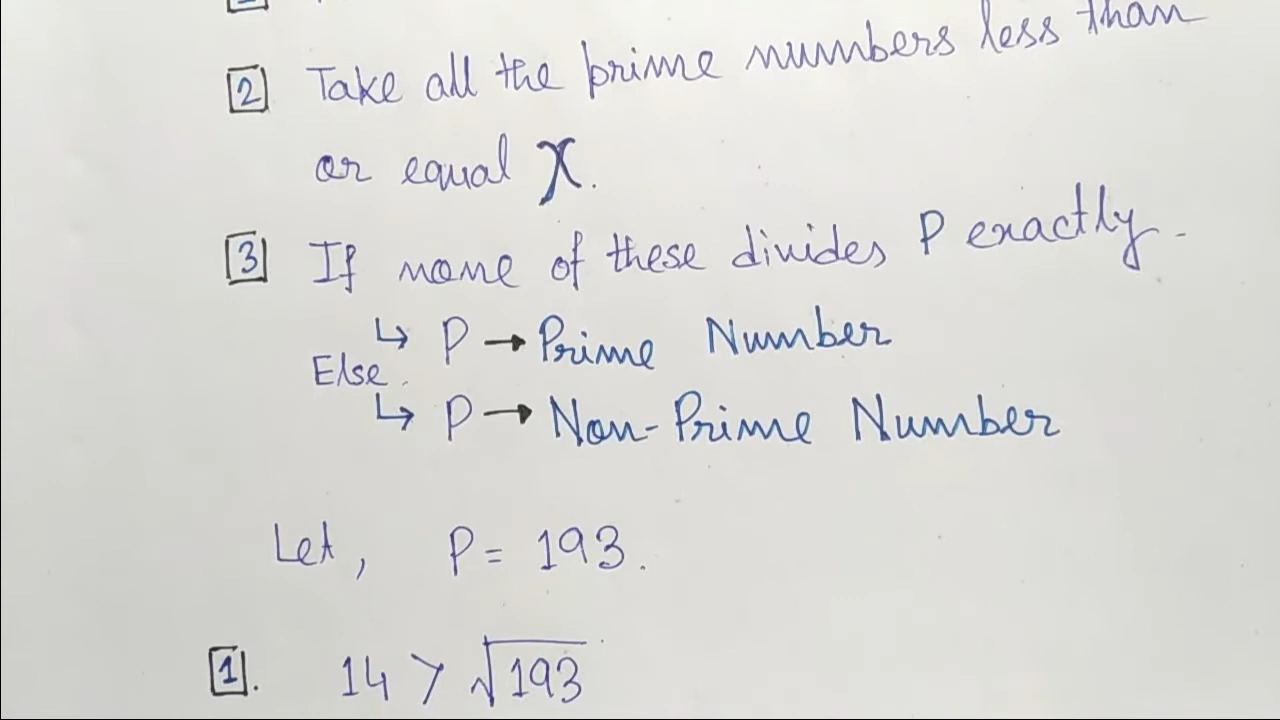 2 Take all the prime numbers less than
or equal X.
3 If none of these divides P exactly.
↳ P → Prime Number
Else.
↳ P → Non-Prime Number
Let, P = 193.
1. 14 > √193